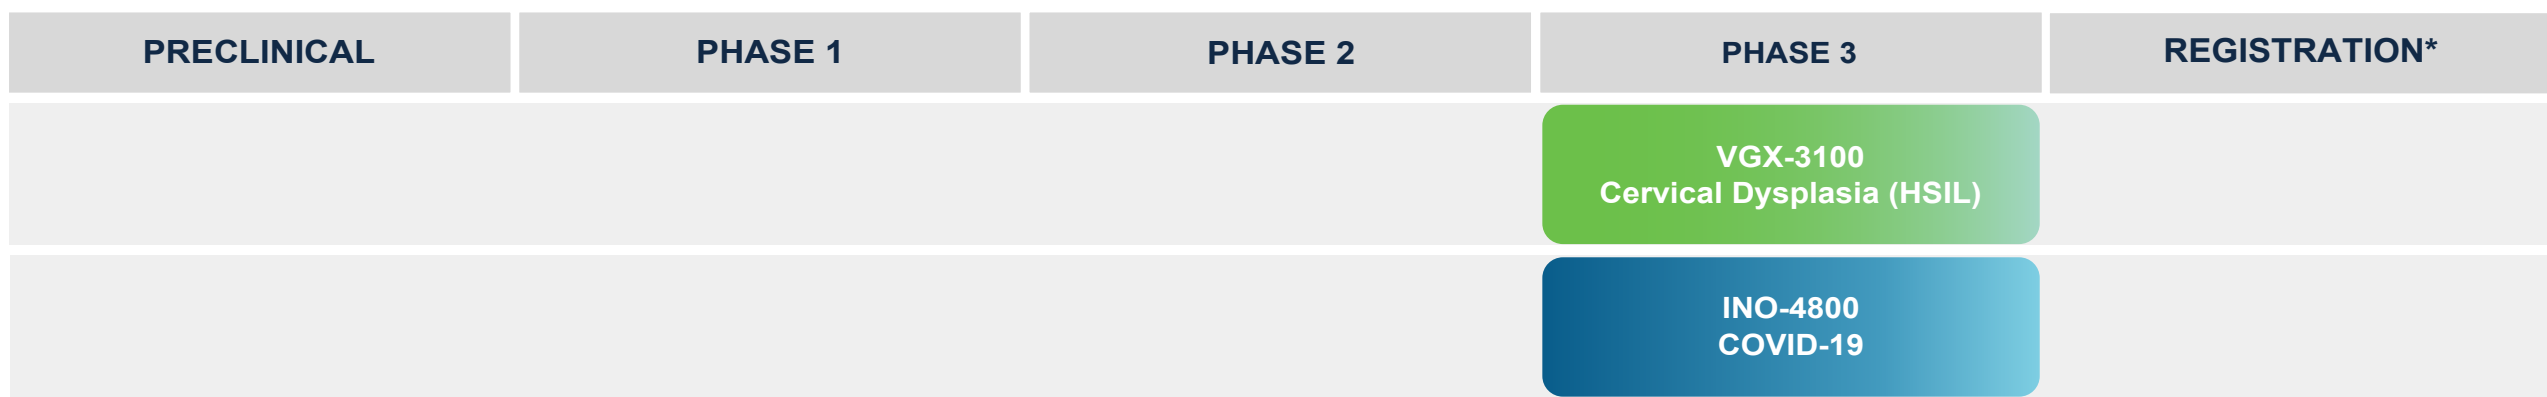 PRECLINICAL
PHASE 1
PHASE 2
PHASE 3
REGISTRATION*
VGX-3100
Cervical Dysplasia (HSIL)
INO-4800
COVID-19